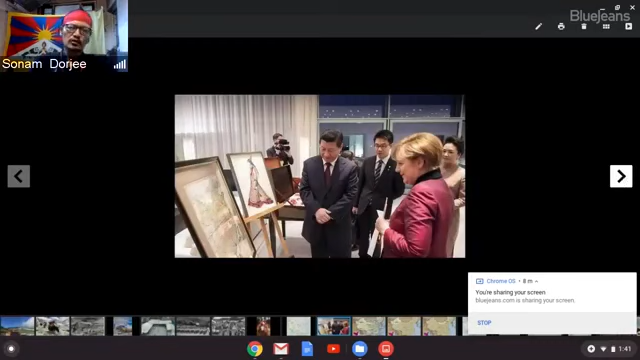 BlueJeans
Sonam Dorjee
Chrome OS • 8 m
You're sharing your screen
bluejeans.com is sharing your screen.
STOP
1:41